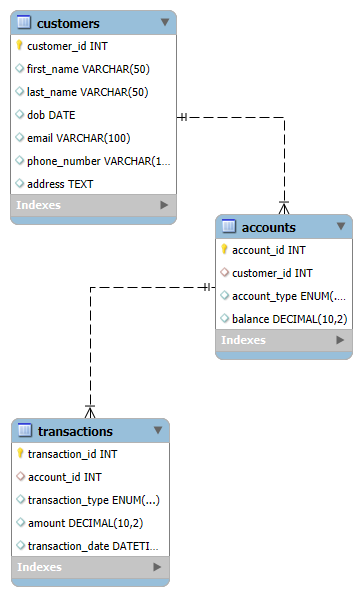 customers
customer_id INT
first_name VARCHAR(50)
last_name VARCHAR(50)
dob DATE
email VARCHAR(100)
phone_number VARCHAR(1...
address TEXT
Indexes
accounts
account_id INT
customer_id INT
account_type ENUM(...
balance DECIMAL(10,2)
Indexes
transactions
transaction_id INT
account_id INT
transaction_type ENUM(...)
amount DECIMAL(10,2)
transaction_date DATETI...
Indexes